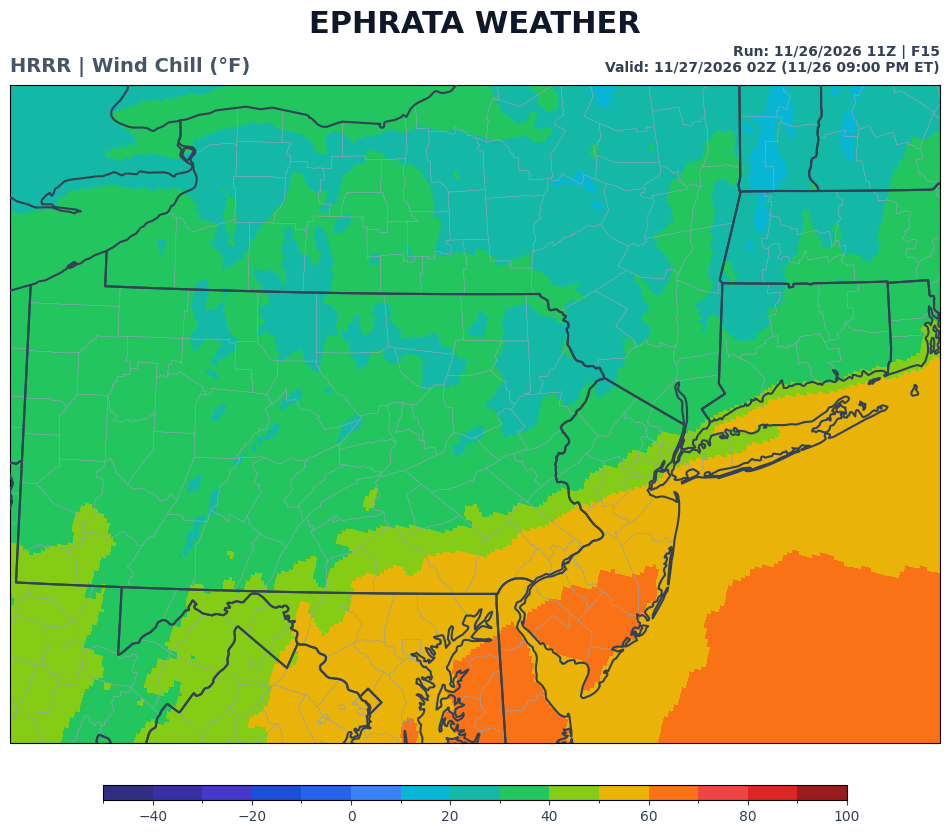 EPHRATA WEATHER
HRRR | Wind Chill (°F)
Run: 11/26/2026 11Z | F15
Valid: 11/27/2026 02Z (11/26 09:00 PM ET)
−40 −20 0 20 40 60 80 100